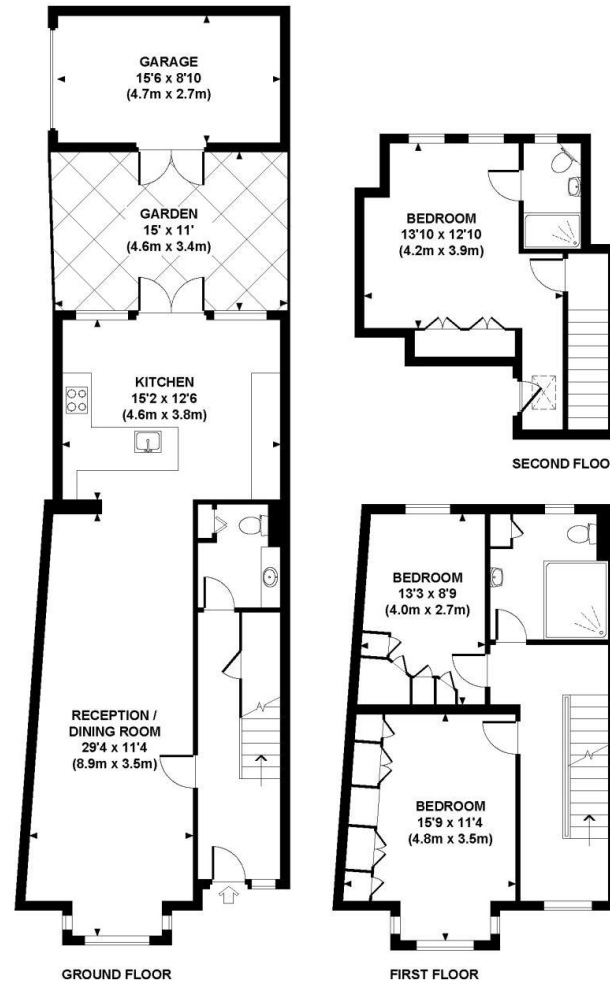 GARAGE
15'6 x 8'10
(4.7m x 2.7m)
GARDEN
15' x 11'
(4.6m x 3.4m)
KITCHEN
15'2 x 12'6
(4.6m x 3.8m)
RECEPTION /
DINING ROOM
29'4 x 11'4
(8.9m x 3.5m)
GROUND FLOOR
BEDROOM
13'10 x 12'10
(4.2m x 3.9m)
SECOND FLOO
BEDROOM
13'3 x 8'9
(4.0m x 2.7m)
BEDROOM
15'9 x 11'4
(4.8m x 3.5m)
FIRST FLOOR